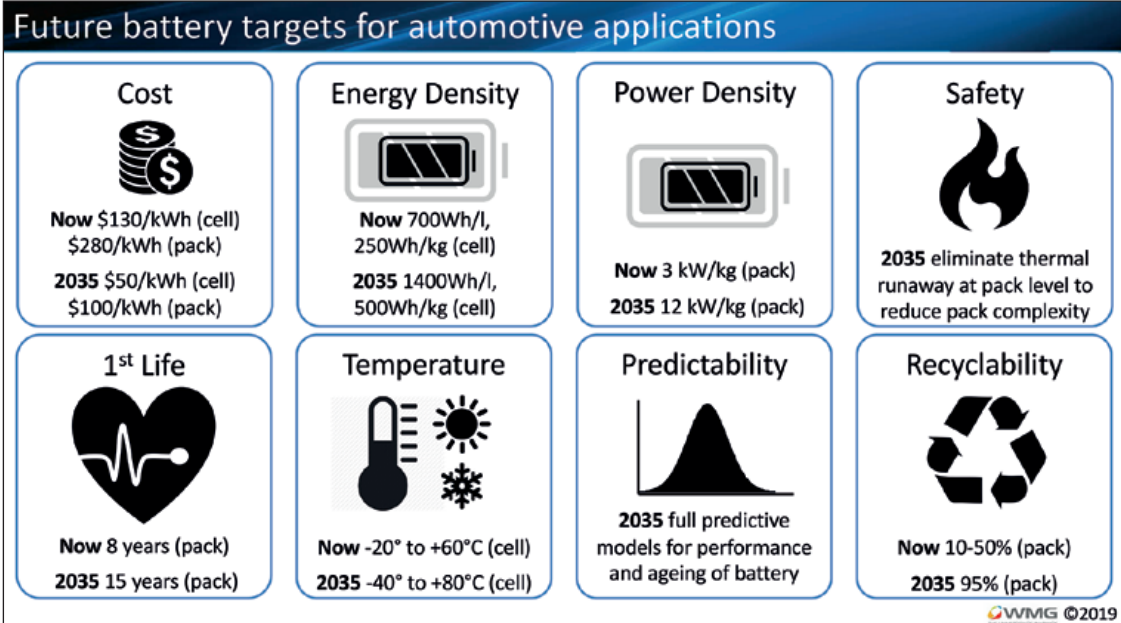 Future battery targets for automotive applications
Cost
$
$
Now $130/kWh (cell)
$280/kWh (pack)
2035 $50/kWh (cell)
$100/kWh (pack)
Energy Density
Now 700Wh/l,
250Wh/kg (cell)
2035 1400Wh/l,
500Wh/kg (cell)
Power Density
Now 3 kW/kg (pack)
2035 12 kW/kg (pack)
Safety
2035 eliminate thermal
runaway at pack level to
reduce pack complexity
1st Life
Now 8 years (pack)
2035 15 years (pack)
Temperature
Now -20° to +60°C (cell)
2035 -40° to +80°C (cell)
Predictability
2035 full predictive
models for performance
and ageing of battery
Recyclability
Now 10-50% (pack)
2035 95% (pack)
WMG ©2019